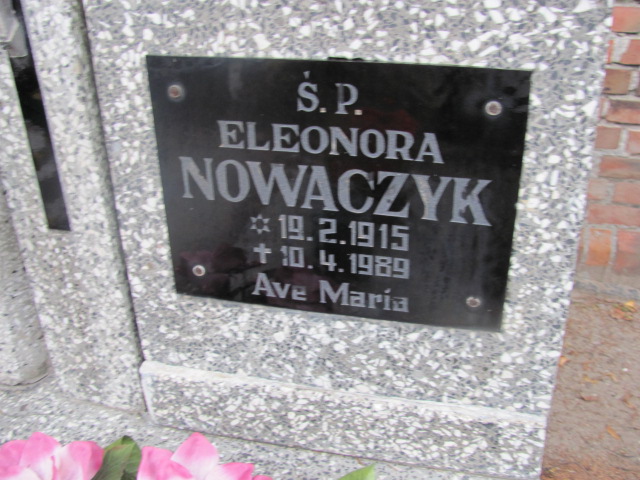 Ś.P.
ELEONORA
NOWACZYK
✡ 19.2.1915
✝ 10.4.1989
Ave Maria